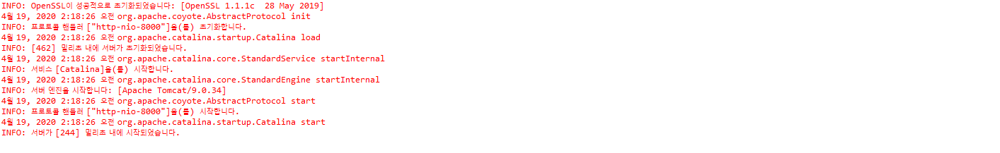 INFO: OpenSSL이 성공적으로 초기화되었습니다: [OpenSSL 1.1.1c  28 May 2019]
4월 19, 2020 2:18:26 오전 org.apache.coyote.AbstractProtocol init
INFO: 프로토콜 핸들러 ["http-nio-8000"]을(를) 초기화합니다.
4월 19, 2020 2:18:26 오전 org.apache.catalina.startup.Catalina load
INFO: [462] 밀리초 내에 서버가 초기화되었습니다.
4월 19, 2020 2:18:26 오전 org.apache.catalina.core.StandardService startInternal
INFO: 서비스 [Catalina]을(를) 시작합니다.
4월 19, 2020 2:18:26 오전 org.apache.catalina.core.StandardEngine startInternal
INFO: 서버 엔진을 시작합니다: [Apache Tomcat/9.0.34]
4월 19, 2020 2:18:26 오전 org.apache.coyote.AbstractProtocol start
INFO: 프로토콜 핸들러 ["http-nio-8000"]을(를) 시작합니다.
4월 19, 2020 2:18:26 오전 org.apache.catalina.startup.Catalina start
INFO: 서버가 [244] 밀리초 내에 시작되었습니다.